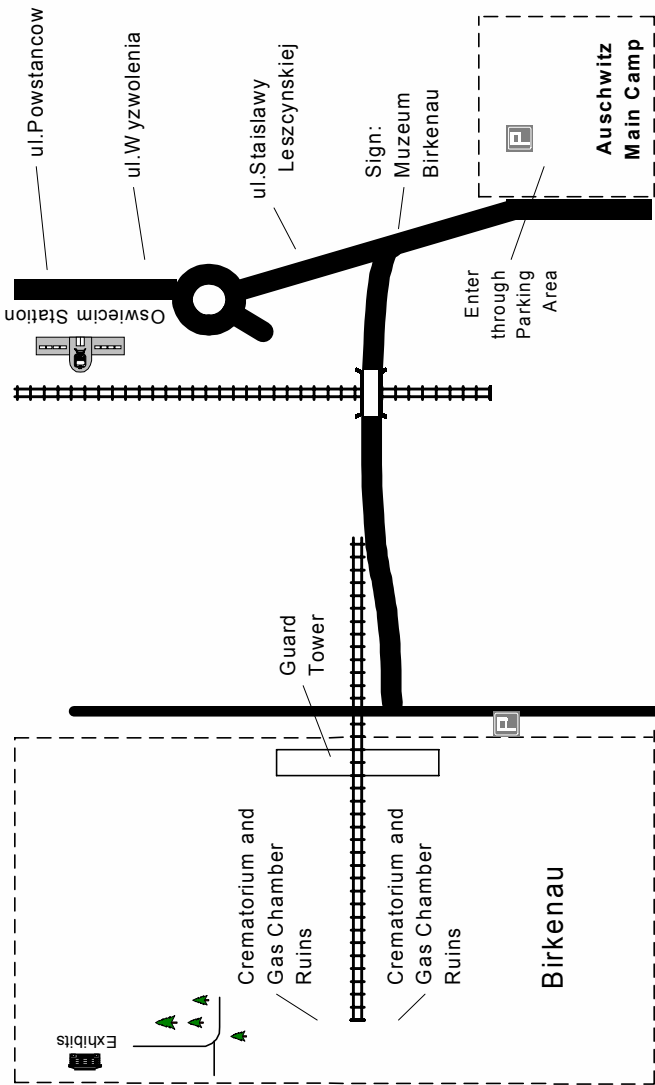 ul.Powstancow
ul.Wyzwolenia
Oswiecim Station
ul.Staislawy
Leszcynskiej
Sign:
Muzeum
Birkenau
P
Auschwitz
Main Camp
Enter
through
Parking
Area
Guard
Tower
P
Crematorium and
Gas Chamber
Ruins
Crematorium and
Gas Chamber
Ruins
Birkenau
Exhibits